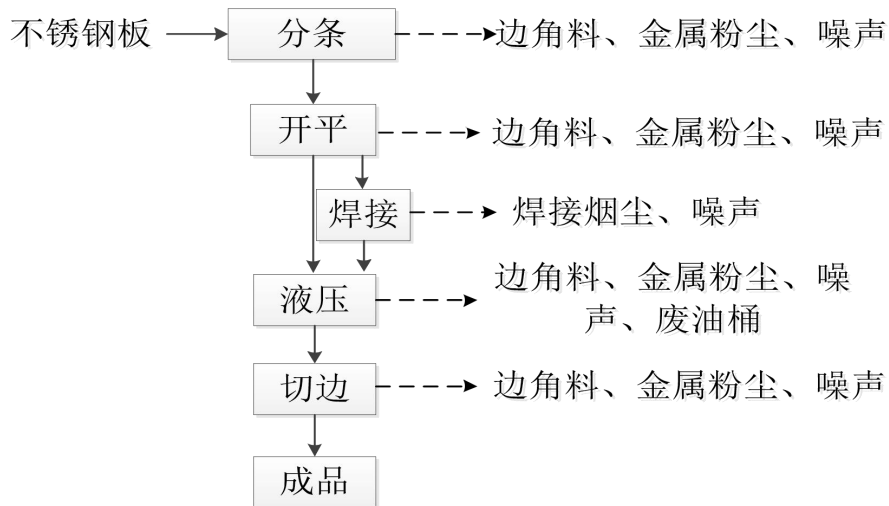 不锈钢板
分条
边角料、金属粉尘、噪声
开平
边角料、金属粉尘、噪声
焊接
焊接烟尘、噪声
液压
边角料、金属粉尘、噪
声、废油桶
切边
边角料、金属粉尘、噪声
成品